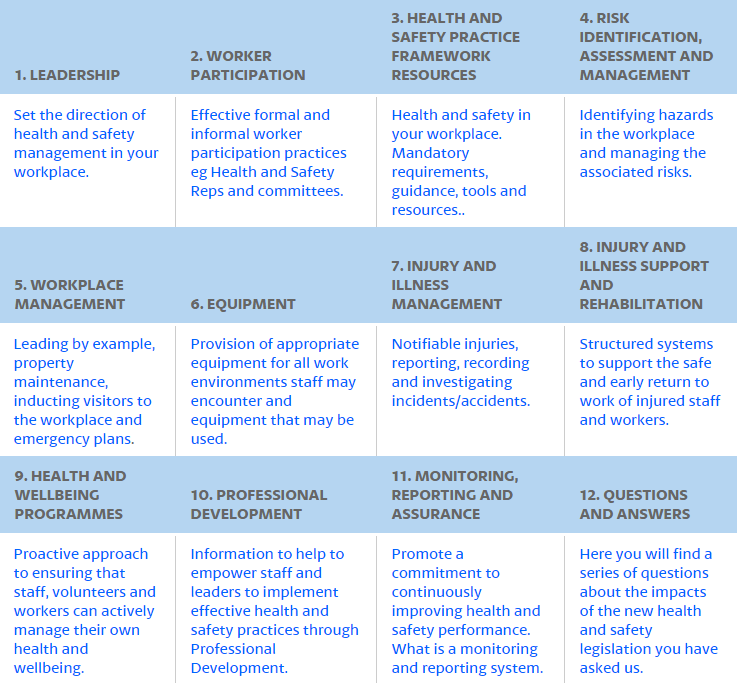 1. LEADERSHIP
2. WORKER
PARTICIPATION
3. HEALTH AND
SAFETY PRACTICE
FRAMEWORK
RESOURCES
4. RISK
IDENTIFICATION,
ASSESSMENT AND
MANAGEMENT
Set the direction of
health and safety
management in your
workplace.
Effective formal and
informal worker
participation practices
eg Health and Safety
Reps and committees.
Health and safety in
your workplace.
Mandatory
requirements,
guidance, tools and
resources..
Identifying hazards
in the workplace
and managing the
associated risks.
5. WORKPLACE
MANAGEMENT
6. EQUIPMENT
7. INJURY AND
ILLNESS
MANAGEMENT
8. INJURY AND
ILLNESS SUPPORT
AND
REHABILITATION
Leading by example,
property
maintenance,
inducting visitors to
the workplace and
emergency plans.
Provision of appropriate
equipment for all work
environments staff may
encounter and
equipment that may be
used.
Notifiable injuries,
reporting, recording
and investigating
incidents/accidents.
Structured systems
to support the safe
and early return to
work of injured staff
and workers.
9. HEALTH AND
WELLBEING
PROGRAMMES
10. PROFESSIONAL
DEVELOPMENT
11. MONITORING,
REPORTING AND
ASSURANCE
12. QUESTIONS
AND ANSWERS
Proactive approach
to ensuring that
staff, volunteers and
workers can actively
manage their own
health and
wellbeing.
Information to help to
empower staff and
leaders to implement
effective health and
safety practices through
Professional
Development.
Promote a
commitment to
continuously
improving health and
safety performance.
What is a monitoring
and reporting system.
Here you will find a
series of questions
about the impacts
of the new health
and safety
legislation you have
asked us.